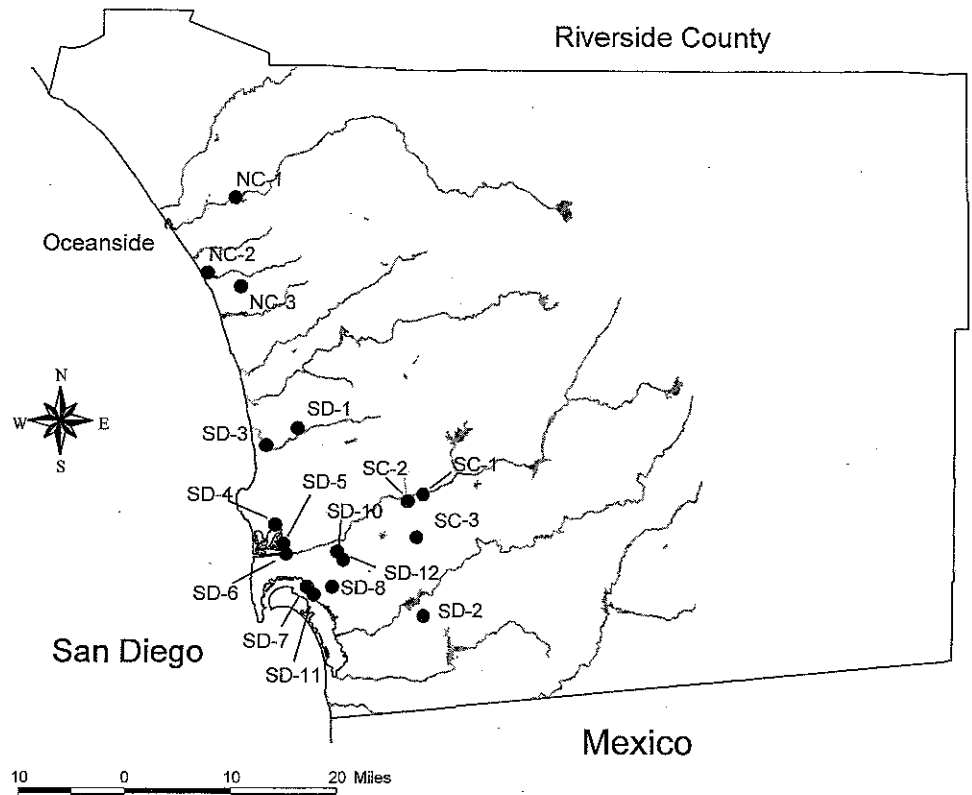 Riverside County
NC-1
Oceanside
NC-2
NC-3
N
W
E
S
SD-1
SD-3
SC-2
SC-1
SD-4
SD-5
SD-10
SC-3
SD-12
SD-6
SD-8
SD-2
SD-7
San Diego
SD-11
Mexico
10 0 10 20 Miles